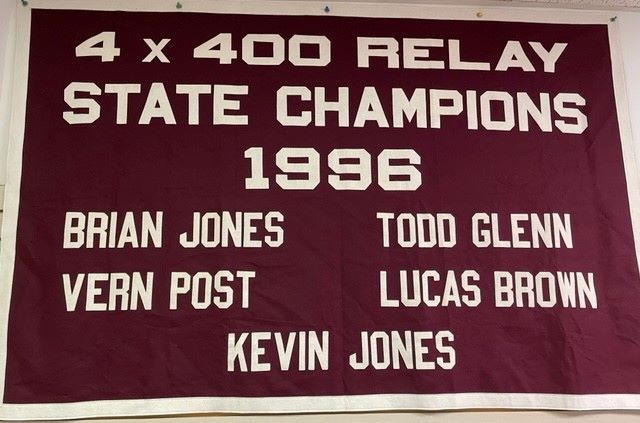 4 x 400 RELAY
STATE CHAMPIONS
1996
BRIAN JONES TODD GLENN
VERN POST LUCAS BROWN
KEVIN JONES